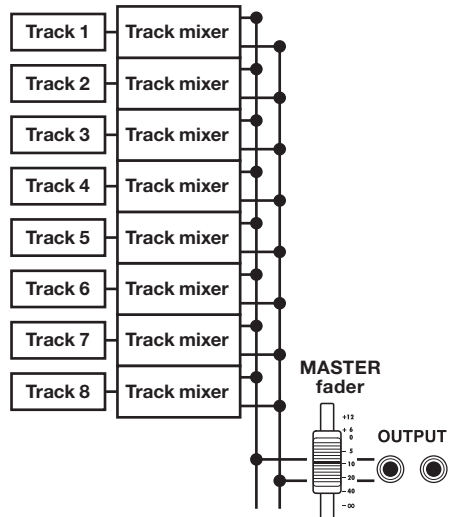 Track 1 Track mixer
Track 2 Track mixer
Track 3 Track mixer
Track 4 Track mixer
Track 5 Track mixer
Track 6 Track mixer
Track 7 Track mixer
Track 8 Track mixer
MASTER
fader
OUTPUT
+12
+ 6
0
- 5
- 10
- 20
- 40
- ∞